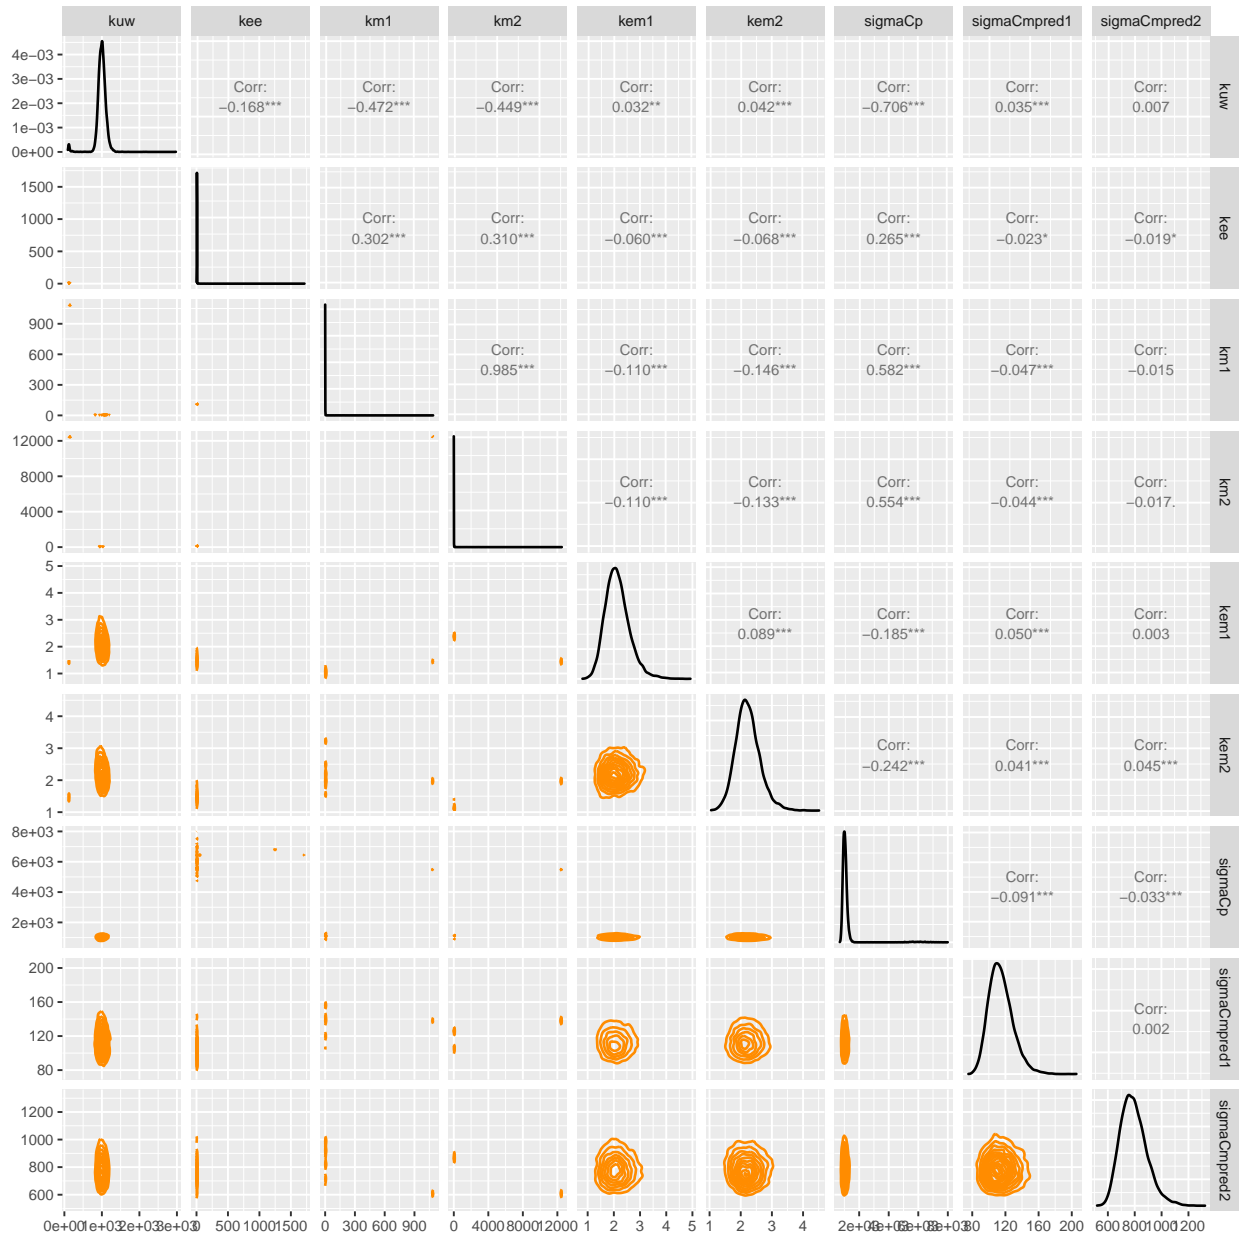 kuw kee km1 km2 kem1 kem2 sigmaCp sigmaCmpred1 sigmaCmpred2
4e−03
3e−03
2e−03
1e−03
0e+00
Corr: Corr: Corr: Corr: Corr: Corr: Corr: Corr:
−0.168*** −0.472*** −0.449*** 0.032** 0.042*** −0.706*** 0.035*** 0.007
kuw
1500
1000
500
0
Corr: Corr: Corr: Corr: Corr: Corr: Corr:
0.302*** 0.310*** −0.060*** −0.068*** 0.265*** −0.023* −0.019*
kee
900
600
300
0
Corr: Corr: Corr: Corr: Corr: Corr:
0.985*** −0.110*** −0.146*** 0.582*** −0.047*** −0.015
km1
12000
8000
4000
0
Corr: Corr: Corr: Corr: Corr:
−0.110*** −0.133*** 0.554*** −0.044*** −0.017.
km2
5
4
3
2
1
Corr: Corr: Corr: Corr:
0.089*** −0.185*** 0.050*** 0.003
kem1
4
3
2
1
Corr: Corr: Corr:
−0.242*** 0.041*** 0.045***
kem2
8e+03
6e+03
4e+03
2e+03
Corr: Corr:
−0.091*** −0.033***
sigmaCp
200
160
120
80
Corr:
0.002
sigmaCmpred1
1200
1000
800
600
sigmaCmpred2
0e+00 1e+03 2e+03 3e+03 0 500 1000 1500 0 300 600 900 0 4000 8000 12000 1 2 3 4 5 1 2 3 4 2e+03 4e+03 6e+03 8e+03 80 120 160 200 600 800 1000 1200